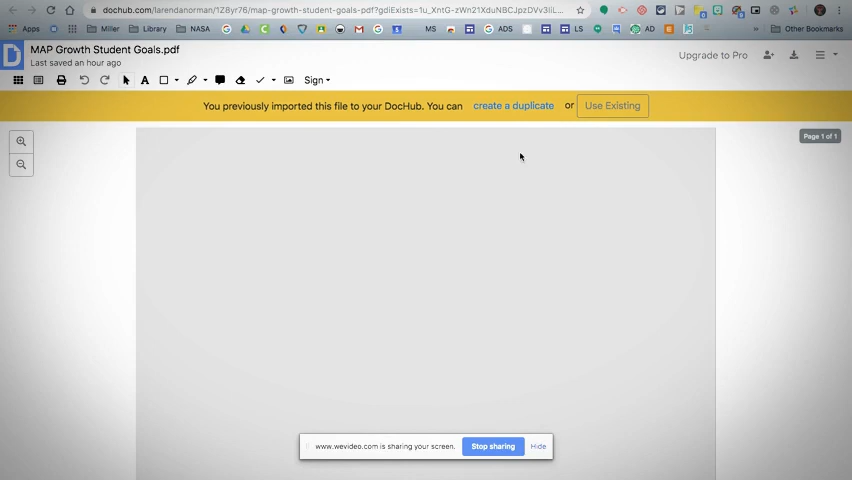 dochub.com/larendanorman/1Z8yr76/map-growth-student-goals-pdf?gdiExists=1u_XntG-zWn21XduNBCJpzDVv3IiL...
Apps
Miller
Library
NASA
ADS
MS
LS
AD
»
Other Bookmarks
MAP Growth Student Goals.pdf
Last saved an hour ago
Upgrade to Pro
A
Sign
You previously imported this file to your DocHub. You can create a duplicate or Use Existing
Page 1 of 1
www.wevideo.com is sharing your screen. Stop sharing Hide